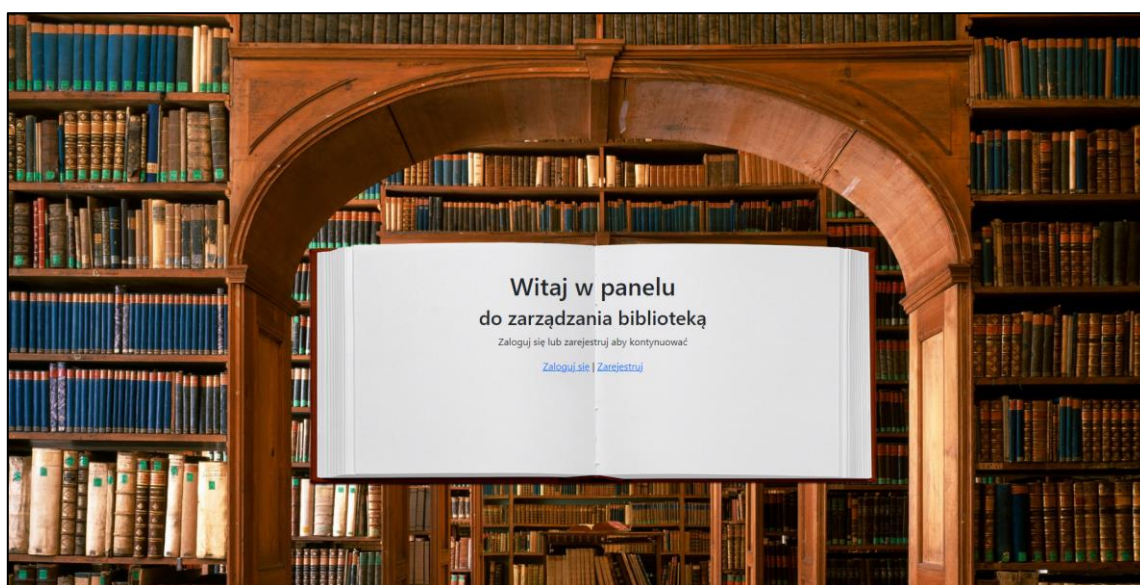 Witaj w panelu
do zarządzania biblioteką
Zaloguj się lub zarejestruj aby kontynuować
Zaloguj się | Zarejestruj